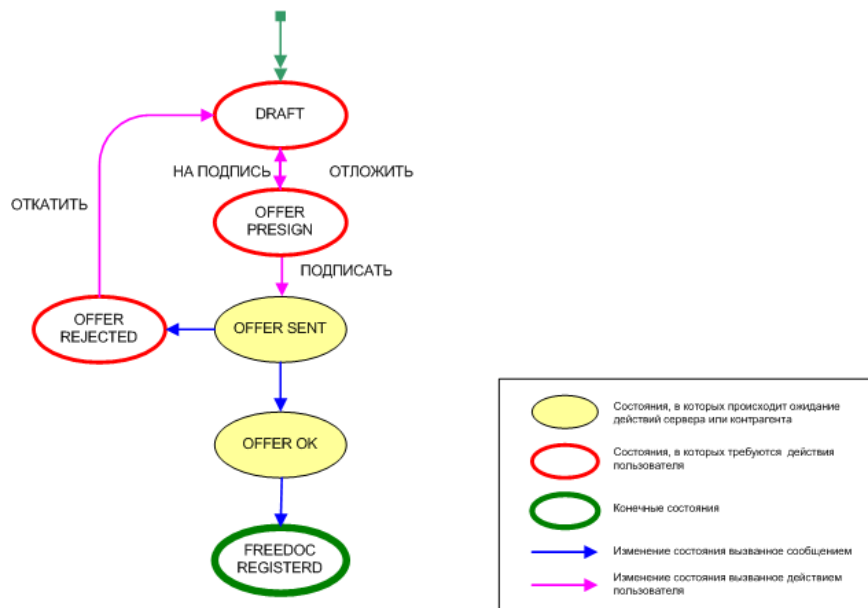 DRAFT
НА ПОДПИСЬ
ОТЛОЖИТЬ
ОТКАТИТЬ
OFFER
PRESIGN
ПОДПИСАТЬ
OFFER
REJECTED
OFFER SENT
OFFER OK
FREEDOC
REGISTERD
Состояния, в которых происходит ожидание
действий сервера или контрагента
Состояния, в которых требуются действия
пользователя
Конечные состояния
Изменение состояния вызванное сообщением
Изменение состояния вызванное действием
пользователя